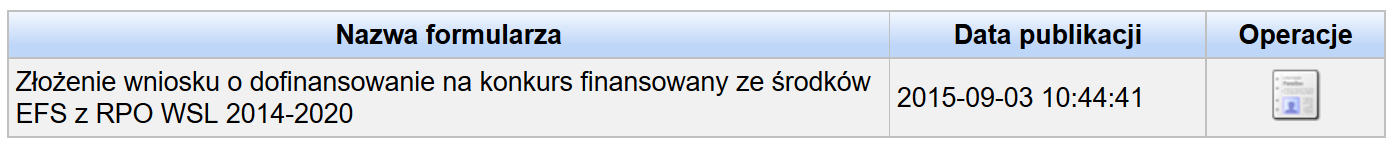 Nazwa formularza Data publikacji Operacje
Złożenie wniosku o dofinansowanie na konkurs finansowany ze środków
EFS z RPO WSL 2014-2020
2015-09-03 10:44:41